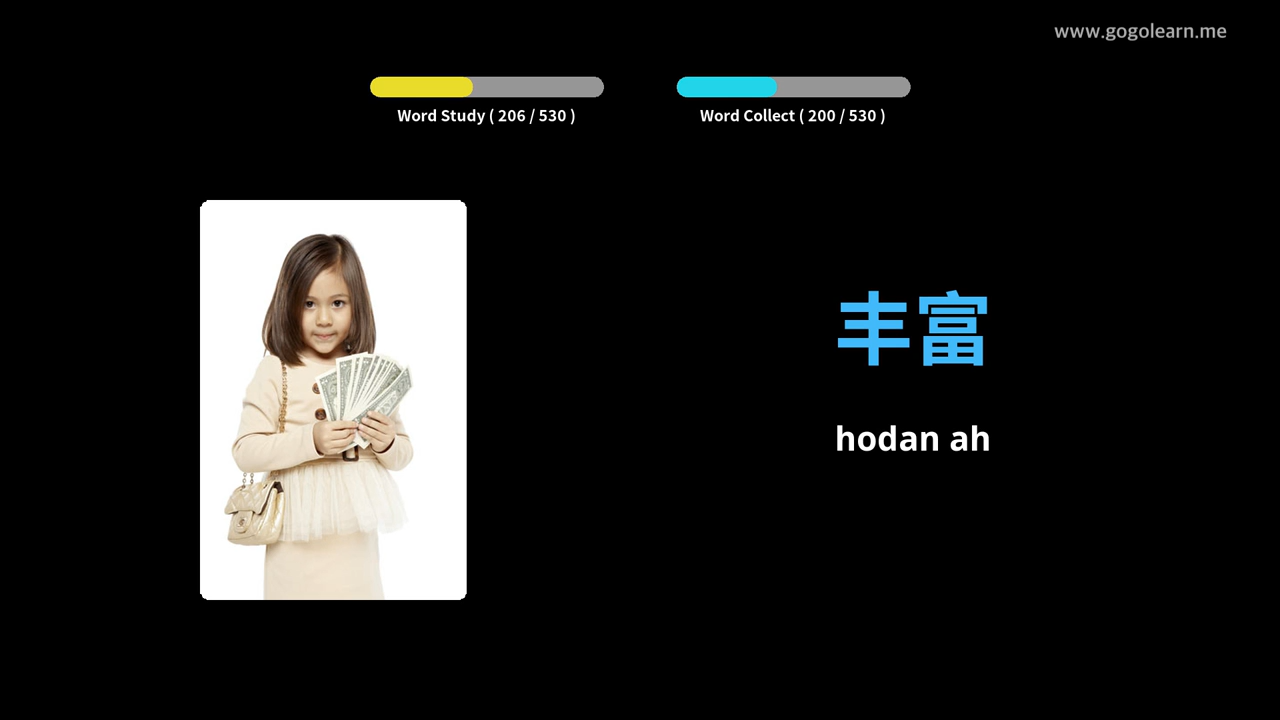 www.gogolearn.me
Word Study ( 206 / 530 )
Word Collect ( 200 / 530 )
丰富
hodan ah